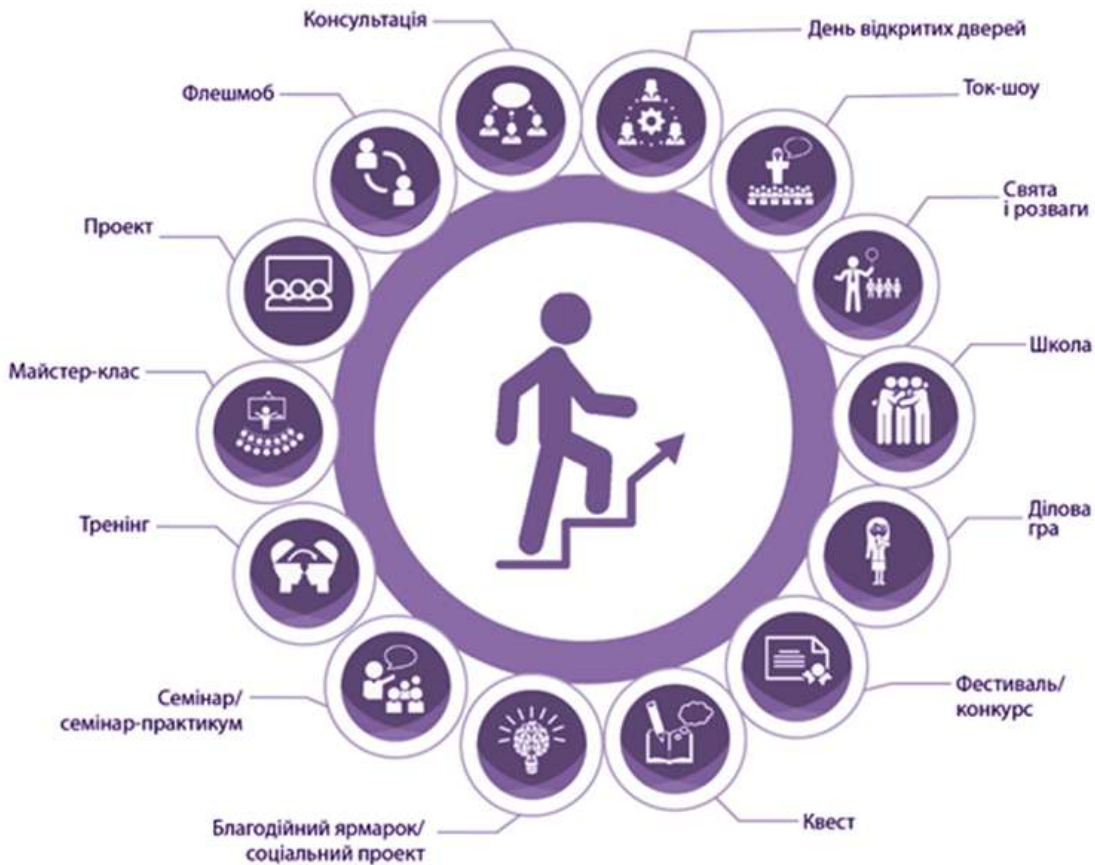 Консультація
День відкритих дверей
Флешмоб
Ток-шоу
Свята
і розваги
Проект
Школа
Майстер-клас
Ділова
гра
Тренінг
Семінар/
семінар-практикум
Фестиваль/
конкурс
Благодійний ярмарок/
соціальний проект
Квест